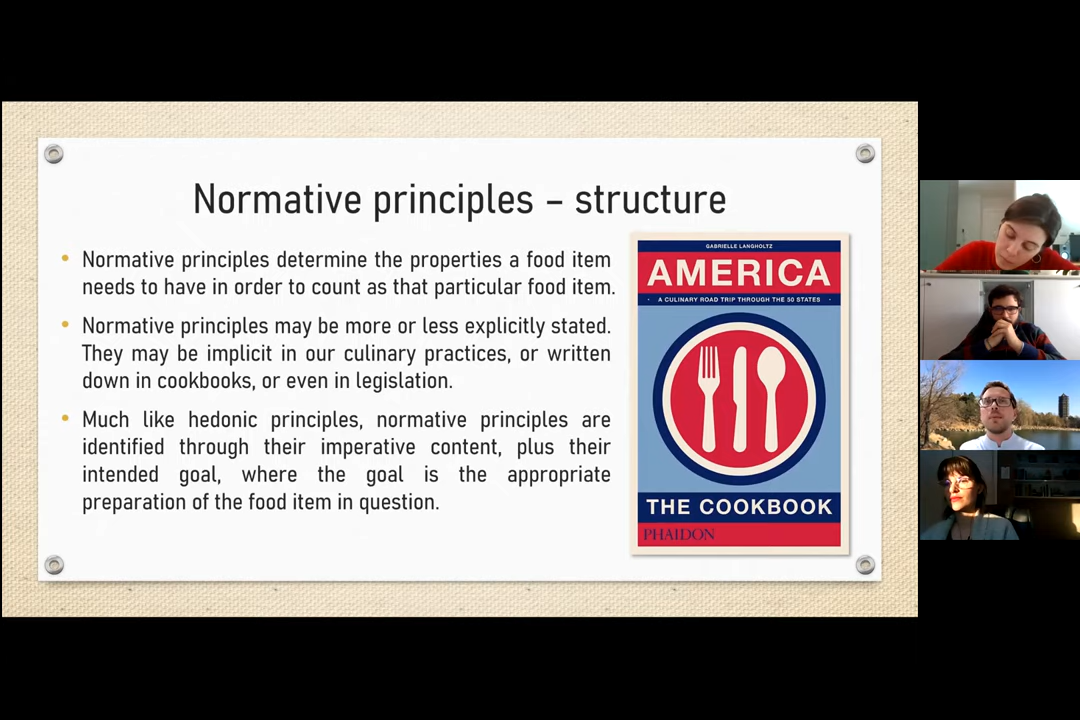 Normative principles – structure
• Normative principles determine the properties a food item
needs to have in order to count as that particular food item.
• Normative principles may be more or less explicitly stated.
They may be implicit in our culinary practices, or written
down in cookbooks, or even in legislation.
• Much like hedonic principles, normative principles are
identified through their imperative content, plus their
intended goal, where the goal is the appropriate
preparation of the food item in question.
GABRIELLE LANGHOLTZ
AMERICA
· A CULINARY ROAD TRIP THROUGH THE 50 STATES ·
THE COOKBOOK
PHAIDON